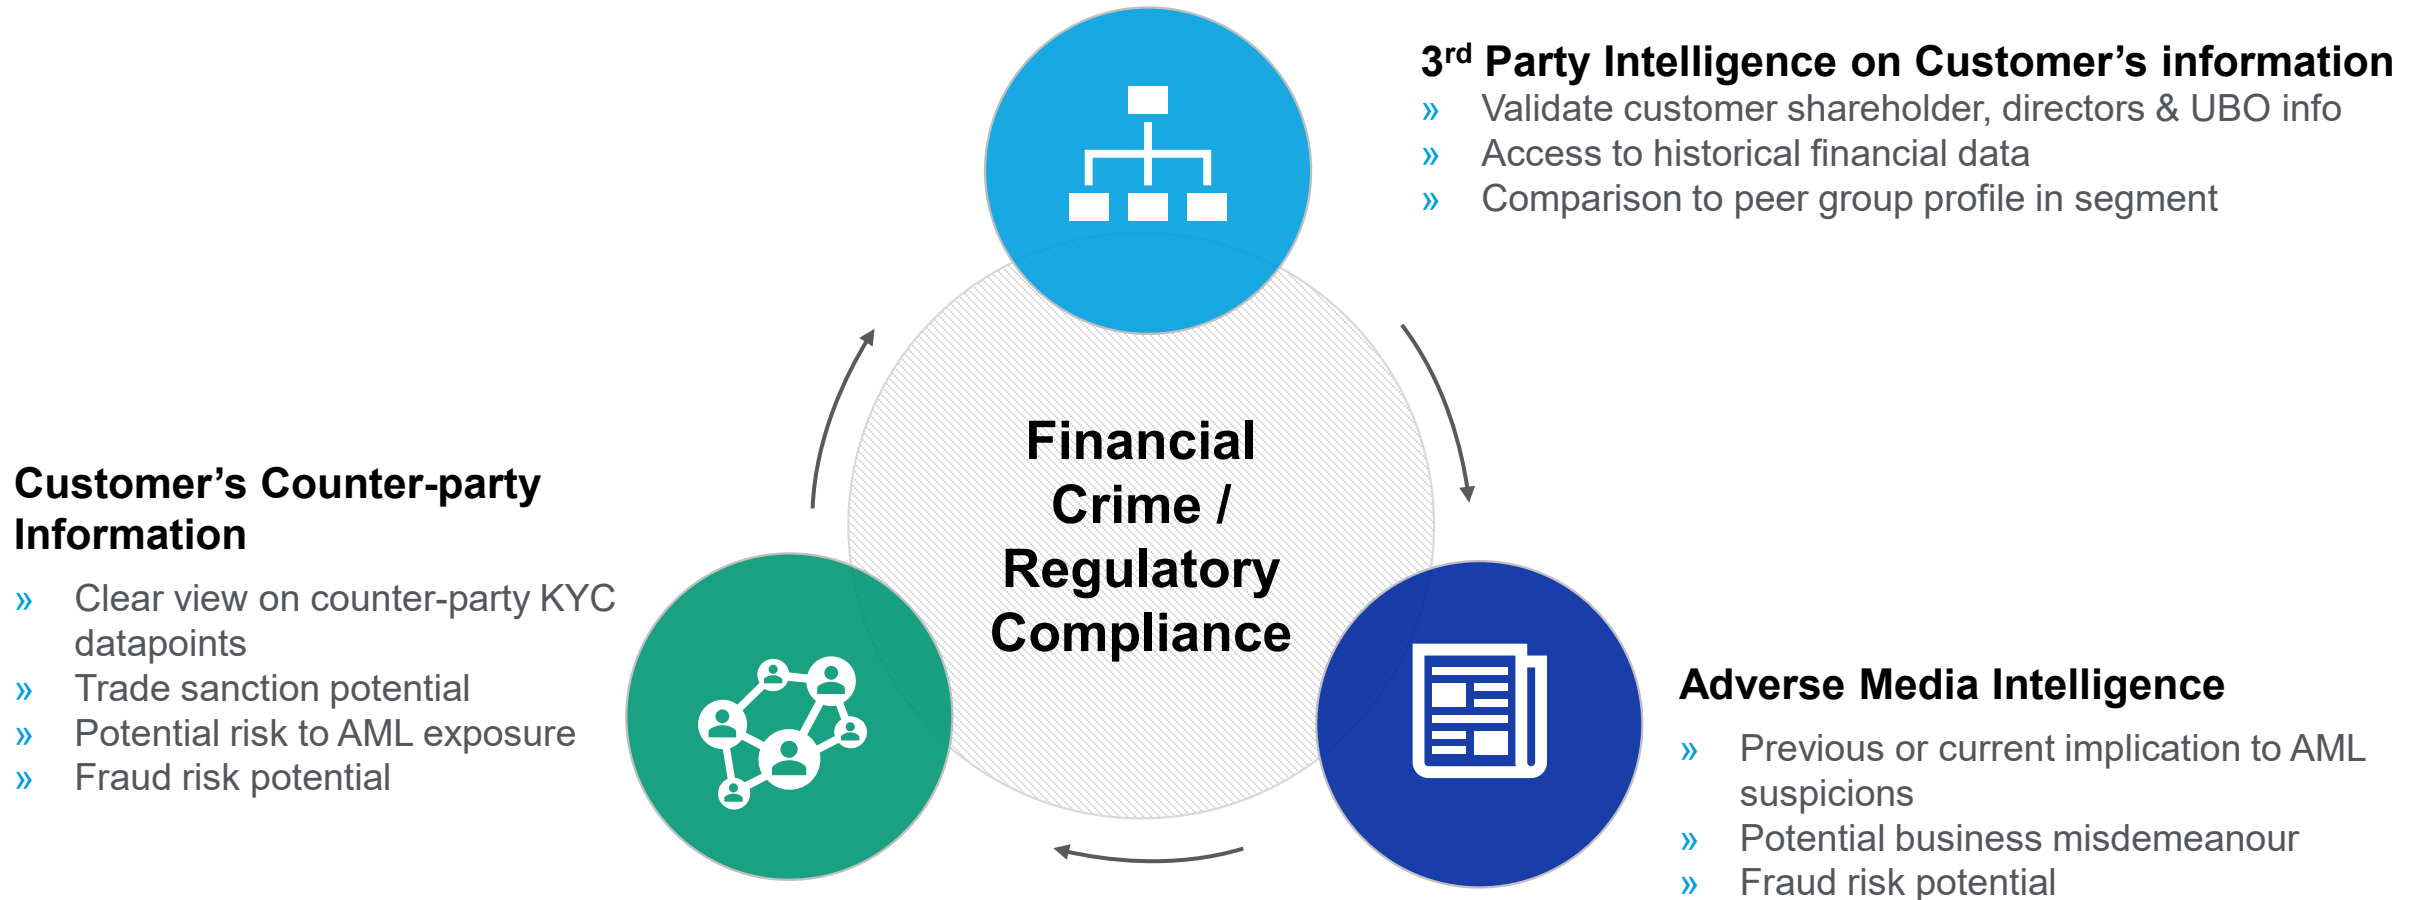 3rd Party Intelligence on Customer’s information
» Validate customer shareholder, directors & UBO info
» Access to historical financial data
» Comparison to peer group profile in segment
Financial
Crime /
Regulatory
Compliance
Customer’s Counter-party
Information
» Clear view on counter-party KYC
datapoints
» Trade sanction potential
» Potential risk to AML exposure
» Fraud risk potential
Adverse Media Intelligence
» Previous or current implication to AML
suspicions
» Potential business misdemeanour
» Fraud risk potential